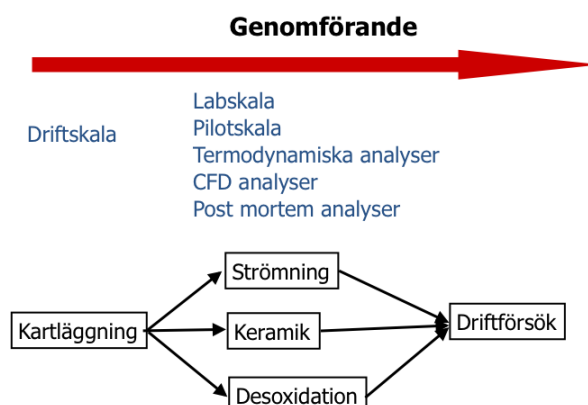 Genomförande
Driftskala
Labskala
Pilotskala
Termodynamiska analyser
CFD analyser
Post mortem analyser
Strömning
Kartläggning
Keramik
Driftförsök
Desoxidation